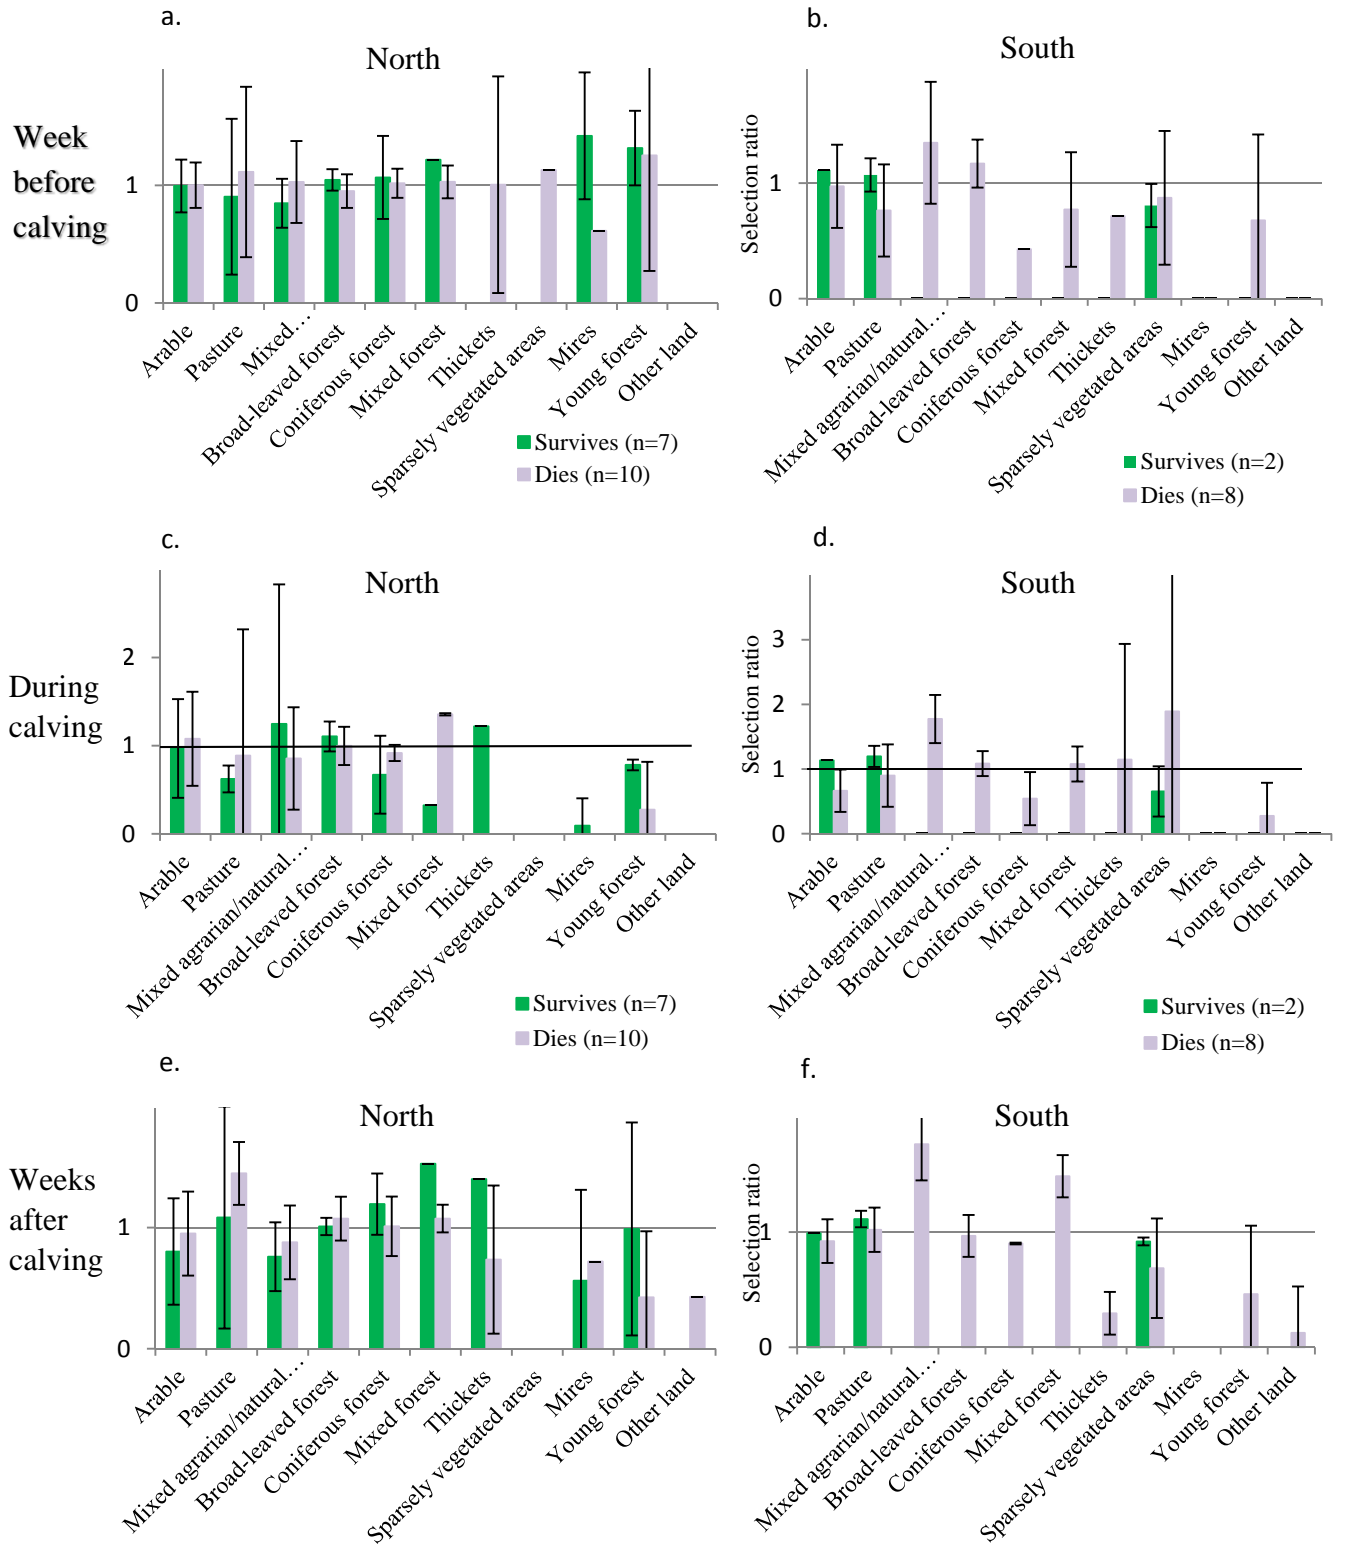 a.
North
Week
before
calving
1
0
Arable
Pasture
Mixed…
Broad-leaved forest
Coniferous forest
Mixed forest
Thickets
Sparsely vegetated areas
Mires
Young forest
Other land
Survives (n=7)
Dies (n=10)
b.
South
Selection ratio
1
0
Arable
Pasture
Mixed agrarian/natural…
Broad-leaved forest
Coniferous forest
Mixed forest
Thickets
Sparsely vegetated areas
Mires
Young forest
Other land
Survives (n=2)
Dies (n=8)
c.
North
During
calving
2
1
0
Arable
Pasture
Mixed agrarian/natural…
Broad-leaved forest
Coniferous forest
Mixed forest
Thickets
Sparsely vegetated areas
Mires
Young forest
Other land
Survives (n=7)
Dies (n=10)
d.
South
Selection ratio
3
2
1
0
Arable
Pasture
Mixed agrarian/natural…
Broad-leaved forest
Coniferous forest
Mixed forest
Thickets
Sparsely vegetated areas
Mires
Young forest
Other land
Survives (n=2)
Dies (n=8)
e.
North
Weeks
after
calving
1
0
Arable
Pasture
Mixed agrarian/natural…
Broad-leaved forest
Coniferous forest
Mixed forest
Thickets
Sparsely vegetated areas
Mires
Young forest
Other land
f.
South
Selection ratio
1
0
Arable
Pasture
Mixed agrarian/natural…
Broad-leaved forest
Coniferous forest
Mixed forest
Thickets
Sparsely vegetated areas
Mires
Young forest
Other land